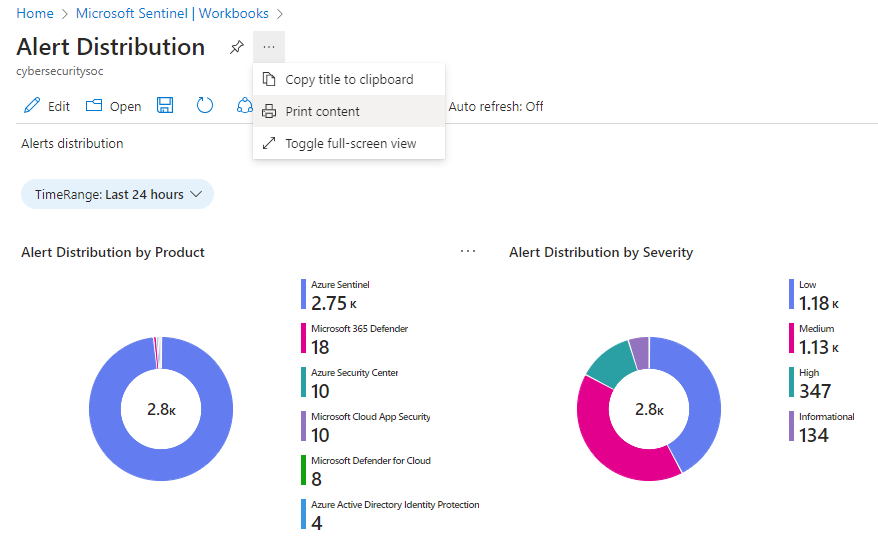 Home > Microsoft Sentinel | Workbooks >
Alert Distribution
cybersecuritysoc
Copy title to clipboard
Print content
Toggle full-screen view
Edit Open Auto refresh: Off
Alerts distribution
TimeRange: Last 24 hours
Alert Distribution by Product
Azure Sentinel
2.75 K
Microsoft 365 Defender
18
Azure Security Center
10
Microsoft Cloud App Security
10
Microsoft Defender for Cloud
8
Azure Active Directory Identity Protection
4
2.8K
Alert Distribution by Severity
Low
1.18 K
Medium
1.13 K
High
347
Informational
134
2.8K